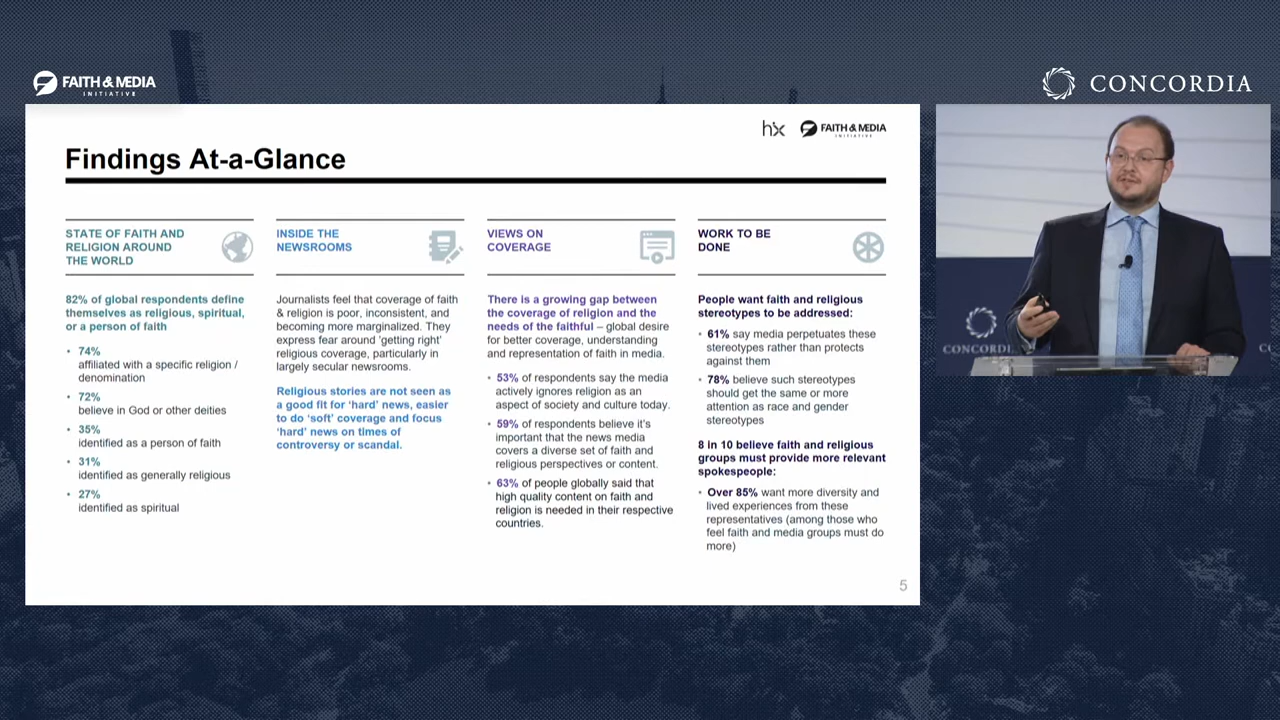 FAITH & MEDIA
INITIATIVE
CONCORDIA
hx
FAITH & MEDIA
INITIATIVE
Findings At-a-Glance
STATE OF FAITH AND
RELIGION AROUND
THE WORLD
82% of global respondents define
themselves as religious, spiritual,
or a person of faith
• 74%
affiliated with a specific religion /
denomination
• 72%
believe in God or other deities
• 35%
identified as a person of faith
• 31%
identified as generally religious
• 27%
identified as spiritual
INSIDE THE
NEWSROOMS
Journalists feel that coverage of faith
& religion is poor, inconsistent, and
becoming more marginalized. They
express fear around 'getting right'
religious coverage, particularly in
largely secular newsrooms.
Religious stories are not seen as
a good fit for ‘hard’ news, easier
to do ‘soft’ coverage and focus
‘hard’ news on times of
controversy or scandal.
VIEWS ON
COVERAGE
There is a growing gap between
the coverage of religion and the
needs of the faithful – global desire
for better coverage, understanding
and representation of faith in media.
• 53% of respondents say the media
actively ignores religion as an
aspect of society and culture today.
• 59% of respondents believe it’s
important that the news media
covers a diverse set of faith and
religious perspectives or content.
• 63% of people globally said that
high quality content on faith and
religion is needed in their respective
countries.
WORK TO BE
DONE
People want faith and religious
stereotypes to be addressed:
• 61% say media perpetuates these
stereotypes rather than protects
against them
• 78% believe such stereotypes
should get the same or more
attention as race and gender
stereotypes
8 in 10 believe faith and religious
groups must provide more relevant
spokespeople:
• Over 85% want more diversity and
lived experiences from these
representatives (among those who
feel faith and media groups must do
more)
5